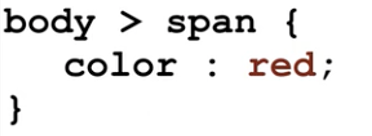 body > span {
   color : red;
}